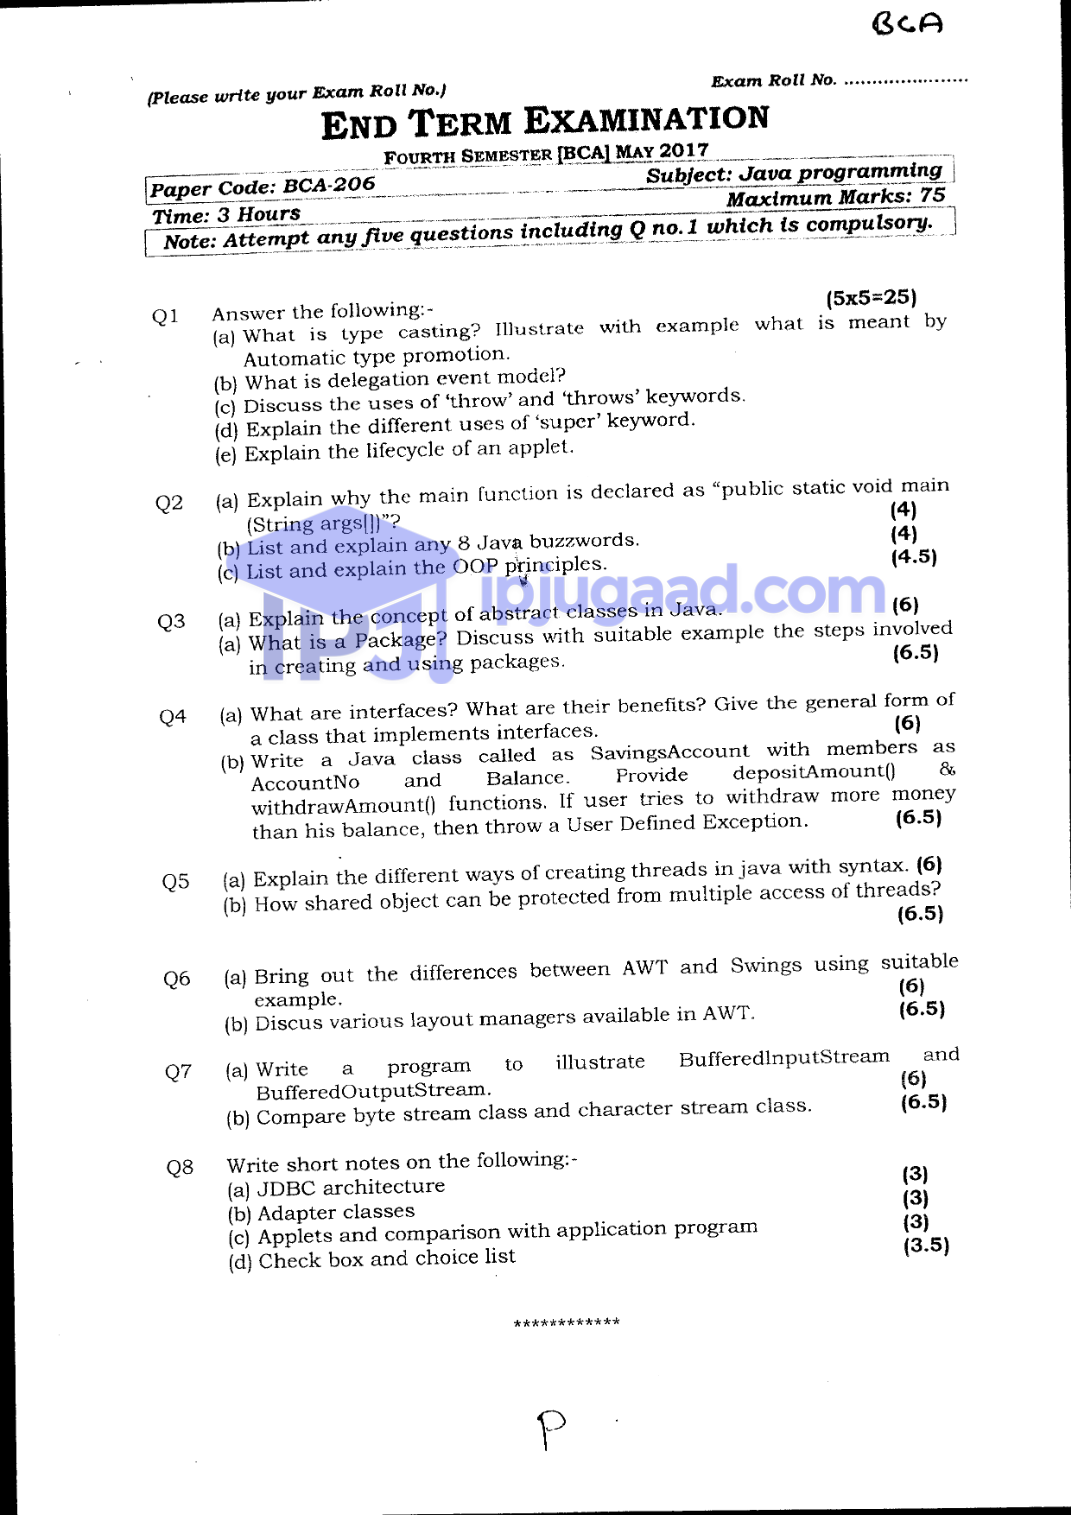 BCA
(Please write your Exam Roll No.) Exam Roll No. ......................
END TERM EXAMINATION
FOURTH SEMESTER [BCA] MAY 2017
Paper Code: BCA-206 Subject: Java programming
Time: 3 Hours Maximum Marks: 75
Note: Attempt any five questions including Q no.1 which is compulsory.
Q1 Answer the following:- (5x5=25)
(a) What is type casting? Illustrate with example what is meant by
Automatic type promotion.
(b) What is delegation event model?
(c) Discuss the uses of 'throw' and 'throws' keywords.
(d) Explain the different uses of 'super' keyword.
(e) Explain the lifecycle of an applet.
Q2 (a) Explain why the main function is declared as "public static void main
(String args[])"? (4)
(b) List and explain any 8 Java buzzwords. (4)
(c) List and explain the OOP principles. (4.5)
ipjugaad.com
IPJ
Q3 (a) Explain the concept of abstract classes in Java. (6)
(a) What is a Package? Discuss with suitable example the steps involved
in creating and using packages. (6.5)
Q4 (a) What are interfaces? What are their benefits? Give the general form of
a class that implements interfaces. (6)
(b) Write a Java class called as SavingsAccount with members as
AccountNo and Balance. Provide depositAmount() &
withdrawAmount() functions. If user tries to withdraw more money
than his balance, then throw a User Defined Exception. (6.5)
Q5 (a) Explain the different ways of creating threads in java with syntax. (6)
(b) How shared object can be protected from multiple access of threads?
(6.5)
Q6 (a) Bring out the differences between AWT and Swings using suitable
example. (6)
(b) Discus various layout managers available in AWT. (6.5)
Q7 (a) Write a program to illustrate BufferedInputStream and
BufferedOutputStream. (6)
(b) Compare byte stream class and character stream class. (6.5)
Q8 Write short notes on the following:-
(a) JDBC architecture (3)
(b) Adapter classes (3)
(c) Applets and comparison with application program (3)
(d) Check box and choice list (3.5)
************
P